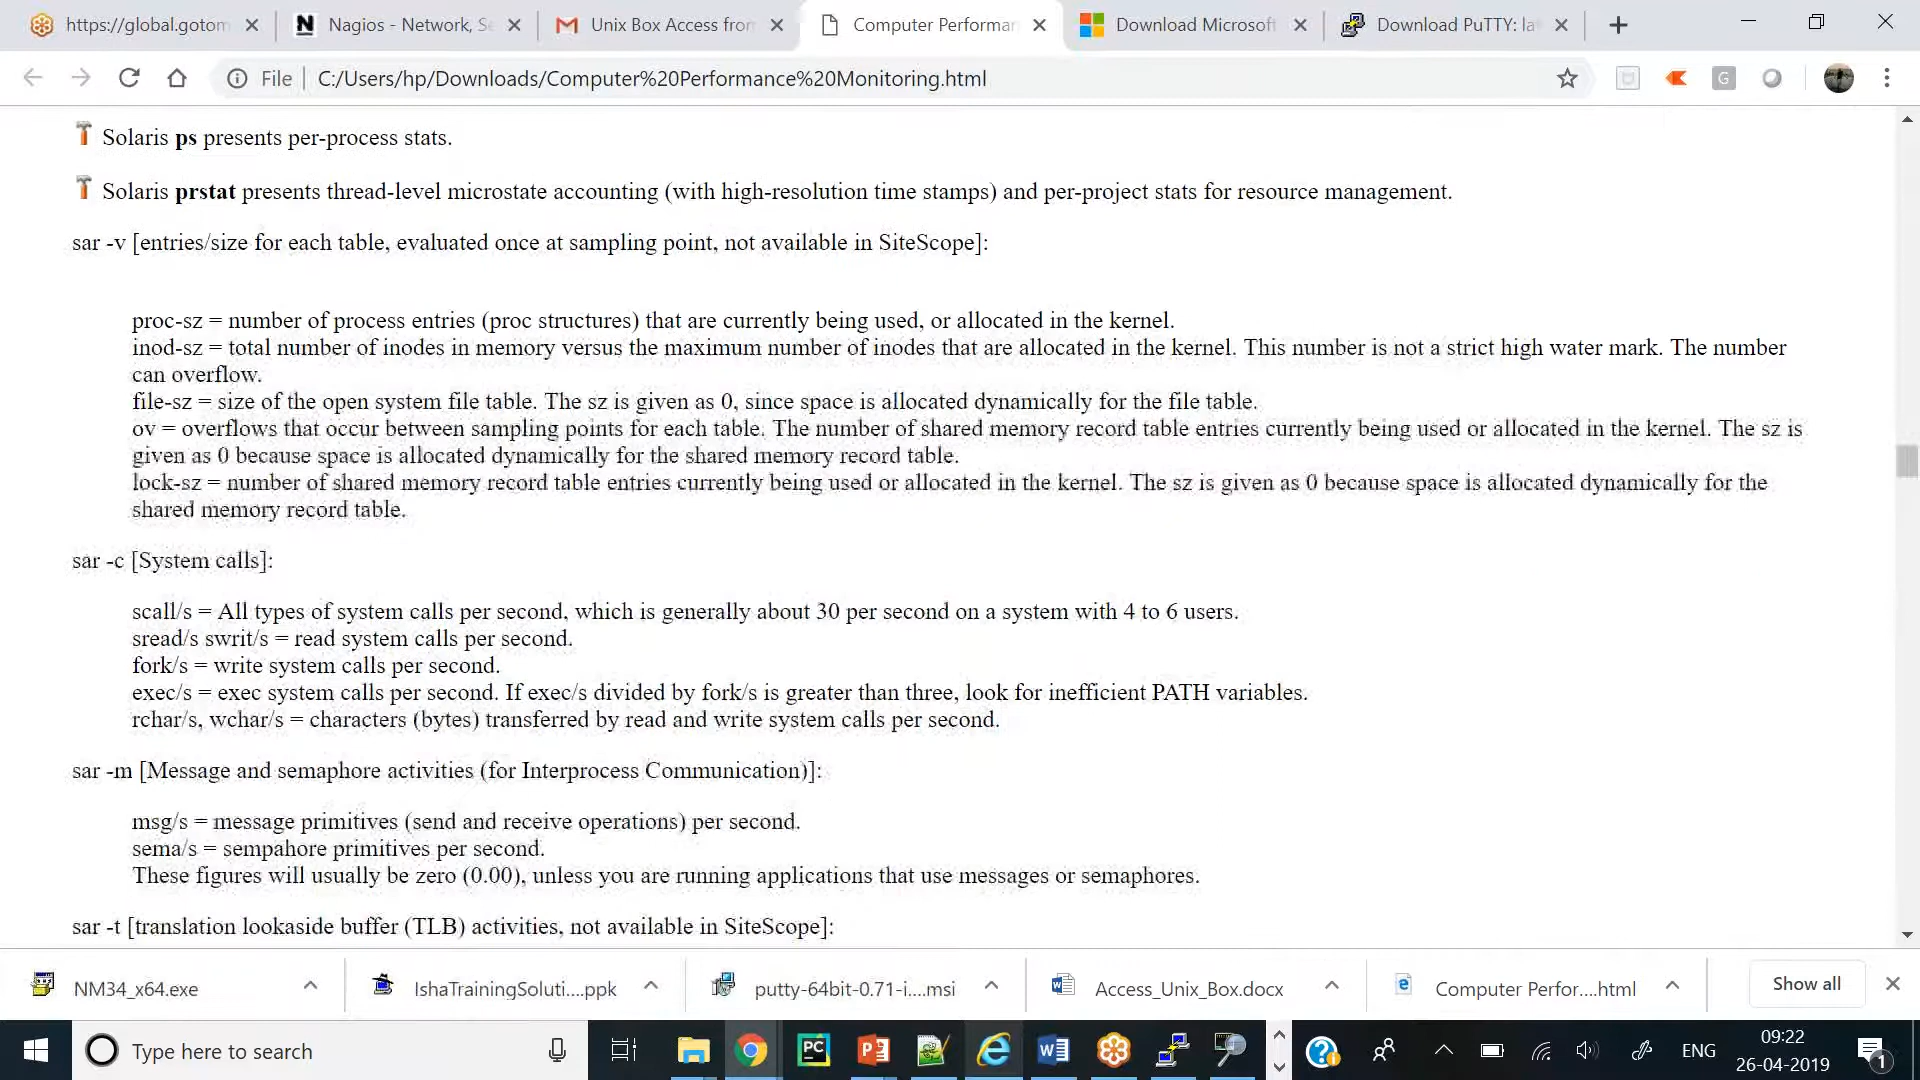 https://global.gotom
Nagios - Network, Se
Unix Box Access from
Computer Performan
Download Microsoft
Download PuTTY: la
File
C:/Users/hp/Downloads/Computer%20Performance%20Monitoring.html
G
Solaris ps presents per-process stats.
Solaris prstat presents thread-level microstate accounting (with high-resolution time stamps) and per-project stats for resource management.
sar -v [entries/size for each table, evaluated once at sampling point, not available in SiteScope]:
proc-sz = number of process entries (proc structures) that are currently being used, or allocated in the kernel.
inod-sz = total number of inodes in memory versus the maximum number of inodes that are allocated in the kernel. This number is not a strict high water mark. The number
can overflow.
file-sz = size of the open system file table. The sz is given as 0, since space is allocated dynamically for the file table.
ov = overflows that occur between sampling points for each table. The number of shared memory record table entries currently being used or allocated in the kernel. The sz is
given as 0 because space is allocated dynamically for the shared memory record table.
lock-sz = number of shared memory record table entries currently being used or allocated in the kernel. The sz is given as 0 because space is allocated dynamically for the
shared memory record table.
sar -c [System calls]:
scall/s = All types of system calls per second, which is generally about 30 per second on a system with 4 to 6 users.
sread/s swrit/s = read system calls per second.
fork/s = write system calls per second.
exec/s = exec system calls per second. If exec/s divided by fork/s is greater than three, look for inefficient PATH variables.
rchar/s, wchar/s = characters (bytes) transferred by read and write system calls per second.
sar -m [Message and semaphore activities (for Interprocess Communication)]:
msg/s = message primitives (send and receive operations) per second.
sema/s = sempahore primitives per second.
These figures will usually be zero (0.00), unless you are running applications that use messages or semaphores.
sar -t [translation lookaside buffer (TLB) activities, not available in SiteScope]:
NM34_x64.exe
IshaTrainingSoluti....ppk
putty-64bit-0.71-i....msi
Access_Unix_Box.docx
Computer Perfor....html
Show all
Type here to search
ENG
09:22
26-04-2019
1